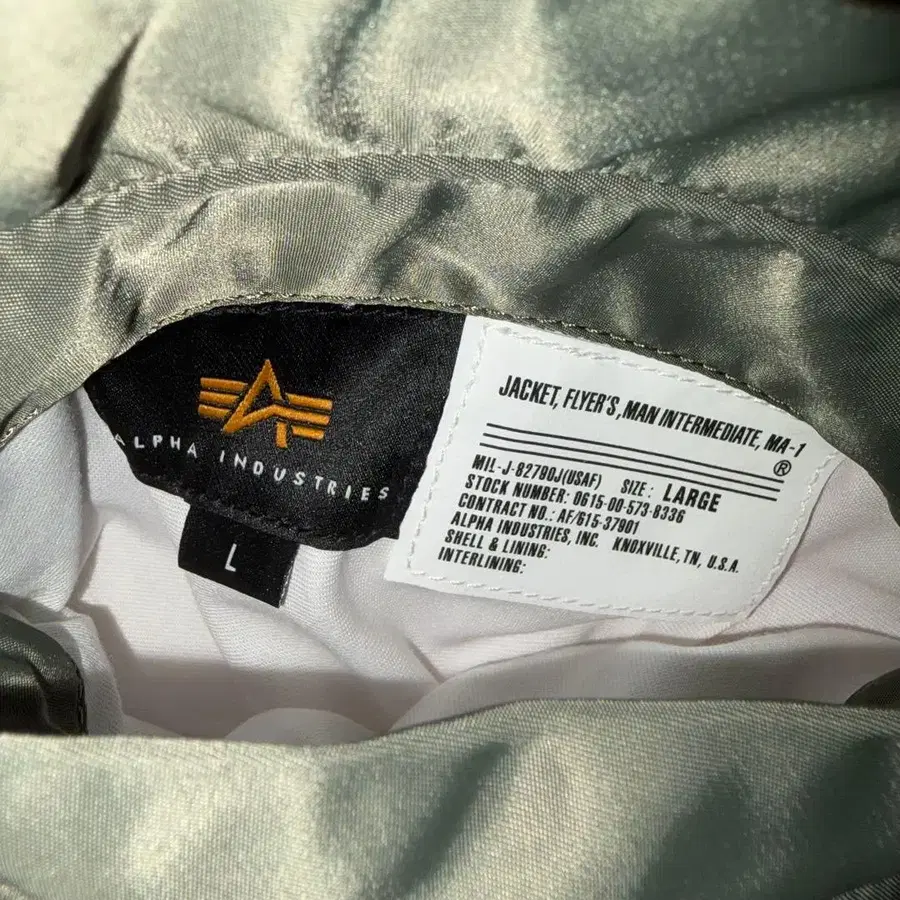 ALPHA INDUSTRIES
L
JACKET, FLYER'S, MAN INTERMEDIATE, MA-1
®
MIL-J-82790J(USAF) SIZE: LARGE
STOCK NUMBER: 0615-00-573-8336
CONTRACT NO.: AF/615-37901
ALPHA INDUSTRIES, INC. KNOXVILLE, TN, U.S.A.
SHELL & LINING:
INTERLINING: